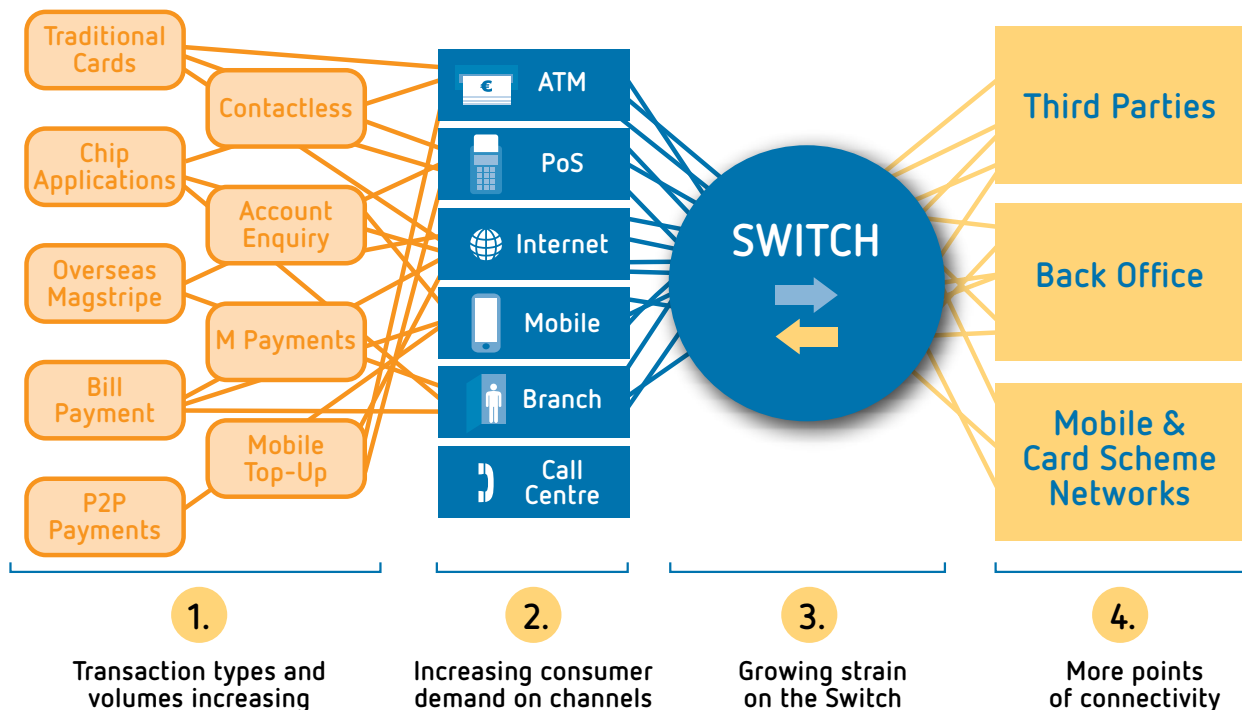 Traditional
Cards
Contactless
Chip
Applications
Account
Enquiry
Overseas
Magstripe
M Payments
Bill
Payment
Mobile
Top-Up
P2P
Payments
€
ATM
PoS
Internet
Mobile
Branch
Call
Centre
SWITCH
Third Parties
Back Office
Mobile &
Card Scheme
Networks
1.
Transaction types and
volumes increasing
2.
Increasing consumer
demand on channels
3.
Growing strain
on the Switch
4.
More points
of connectivity